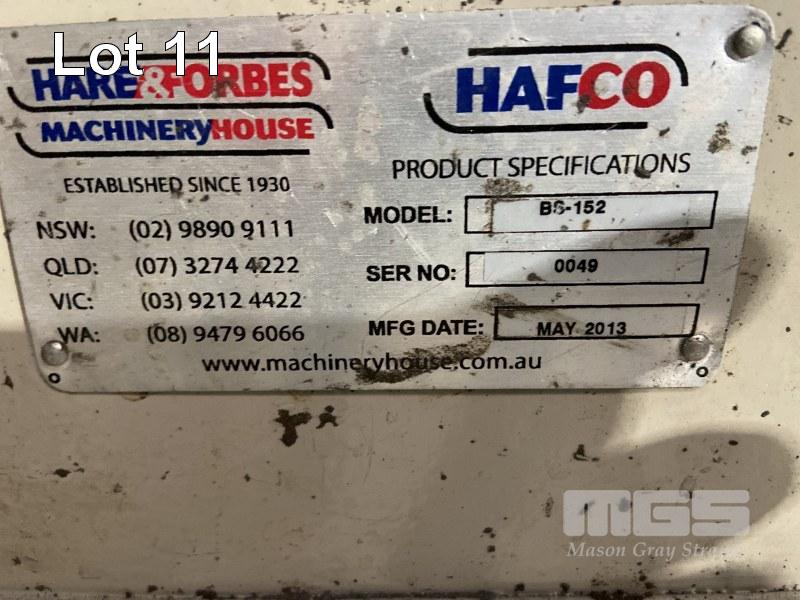 Lot 11
HARE&FORBES
MACHINERYHOUSE
ESTABLISHED SINCE 1930
NSW: (02) 9890 9111
QLD: (07) 3274 4222
VIC: (03) 9212 4422
WA: (08) 9479 6066
HAFCO
PRODUCT SPECIFICATIONS
MODEL: BS-152
SER NO: 0049
MFG DATE: MAY 2013
www.machineryhouse.com.au
MGS
Mason Gray Strange